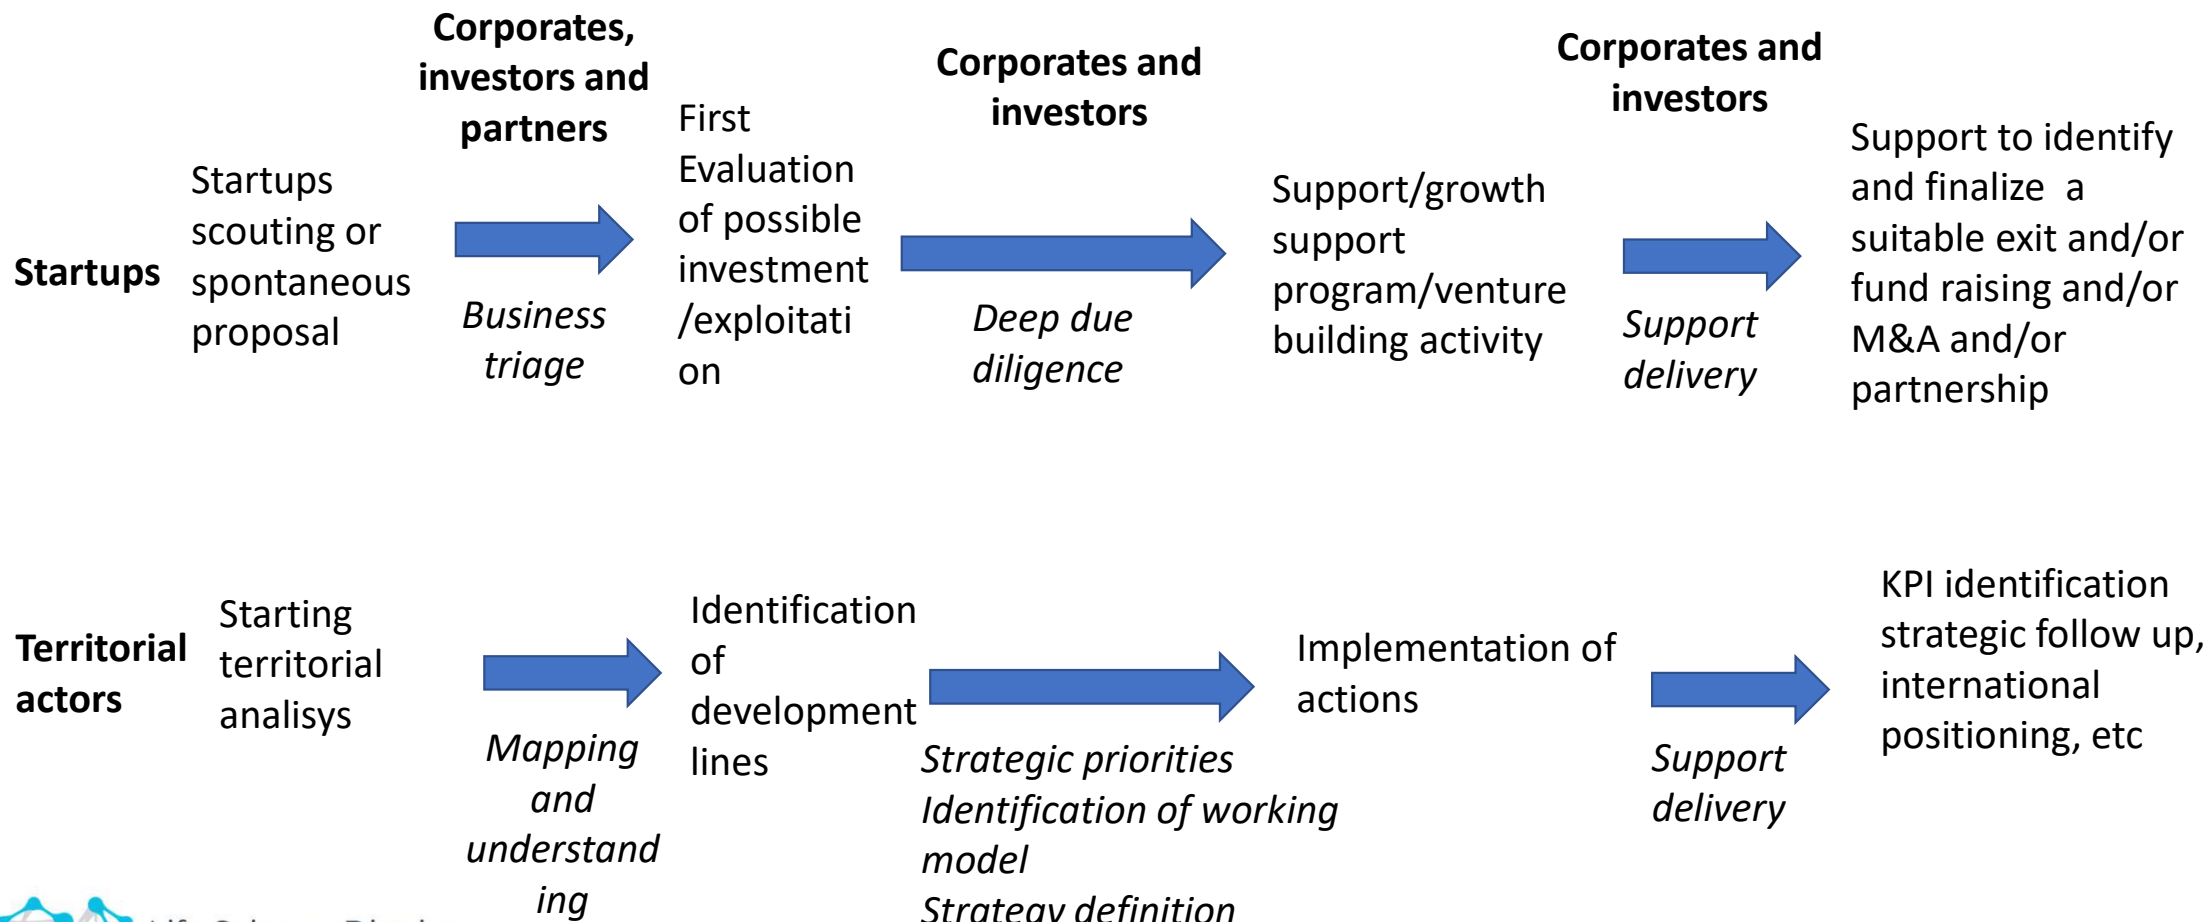 Corporates,
investors and
partners
Corporates and
investors
Corporates and
investors
Startups
Startups
scouting or
spontaneous
proposal
Business
triage
First
Evaluation
of possible
investment
/exploitati
on
Deep due
diligence
Support/growth
support
program/venture
building activity
Support
delivery
Support to identify
and finalize a
suitable exit and/or
fund raising and/or
M&A and/or
partnership
Territorial
actors
Starting
territorial
analisys
Mapping
and
understand
ing
Identification
of
development
lines
Strategic priorities
Identification of working
model
Strategy definition
Implementation of
actions
Support
delivery
KPI identification
strategic follow up,
international
positioning, etc